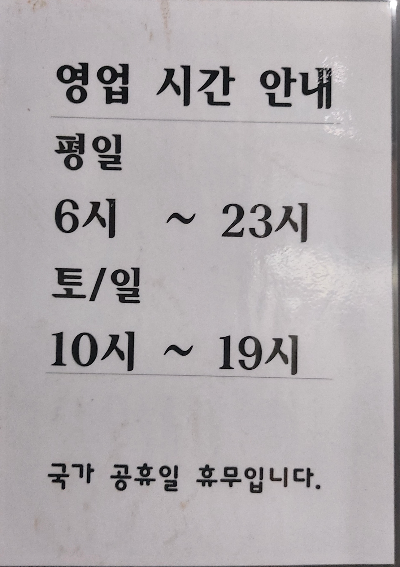 영업 시간 안내
평일
6시 ~ 23시
토/일
10시 ~ 19시
국가 공휴일 휴무입니다.